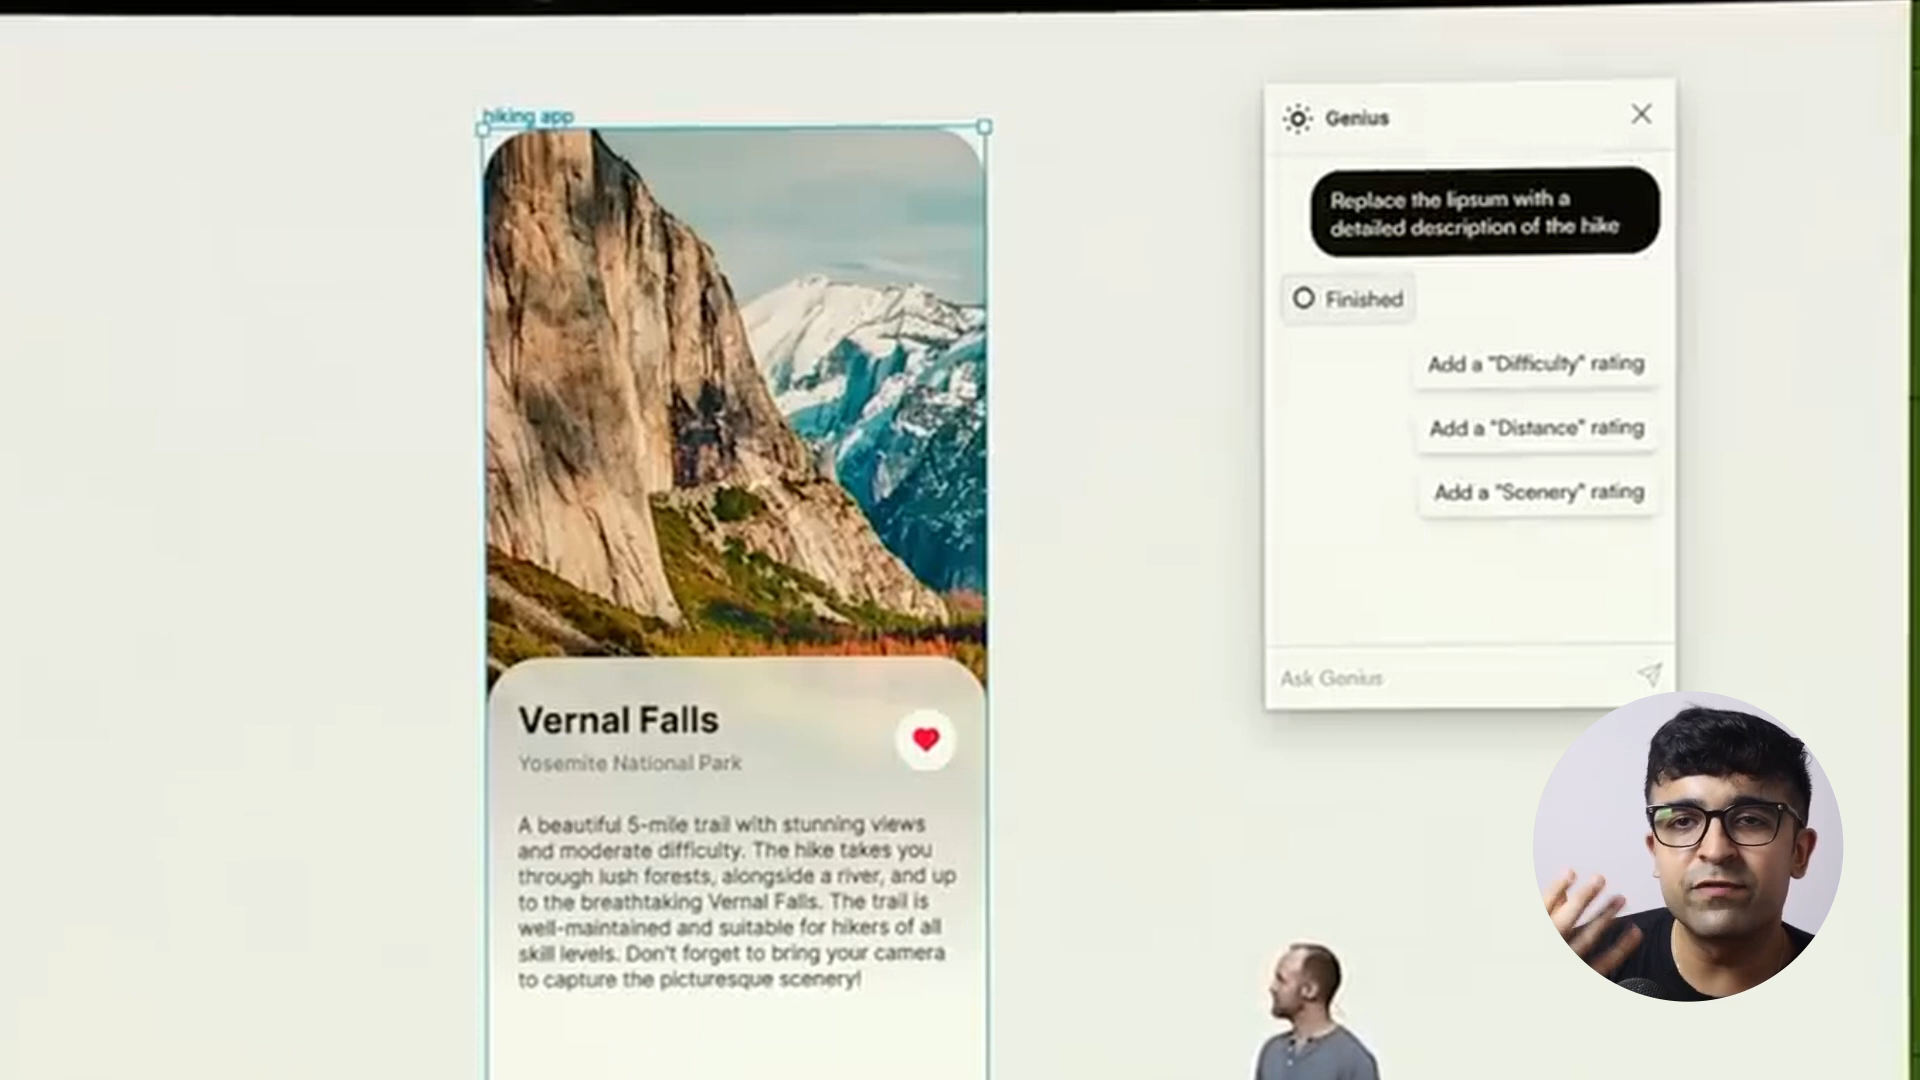 hiking app
Vernal Falls
Yosemite National Park
A beautiful 5-mile trail with stunning views
and moderate difficulty. The hike takes you
through lush forests, alongside a river, and up
to the breathtaking Vernal Falls. The trail is
well-maintained and suitable for hikers of all
skill levels. Don't forget to bring your camera
to capture the picturesque scenery!
Genius
Replace the lipsum with a
detailed description of the hike
Finished
Add a "Difficulty" rating
Add a "Distance" rating
Add a "Scenery" rating
Ask Genius